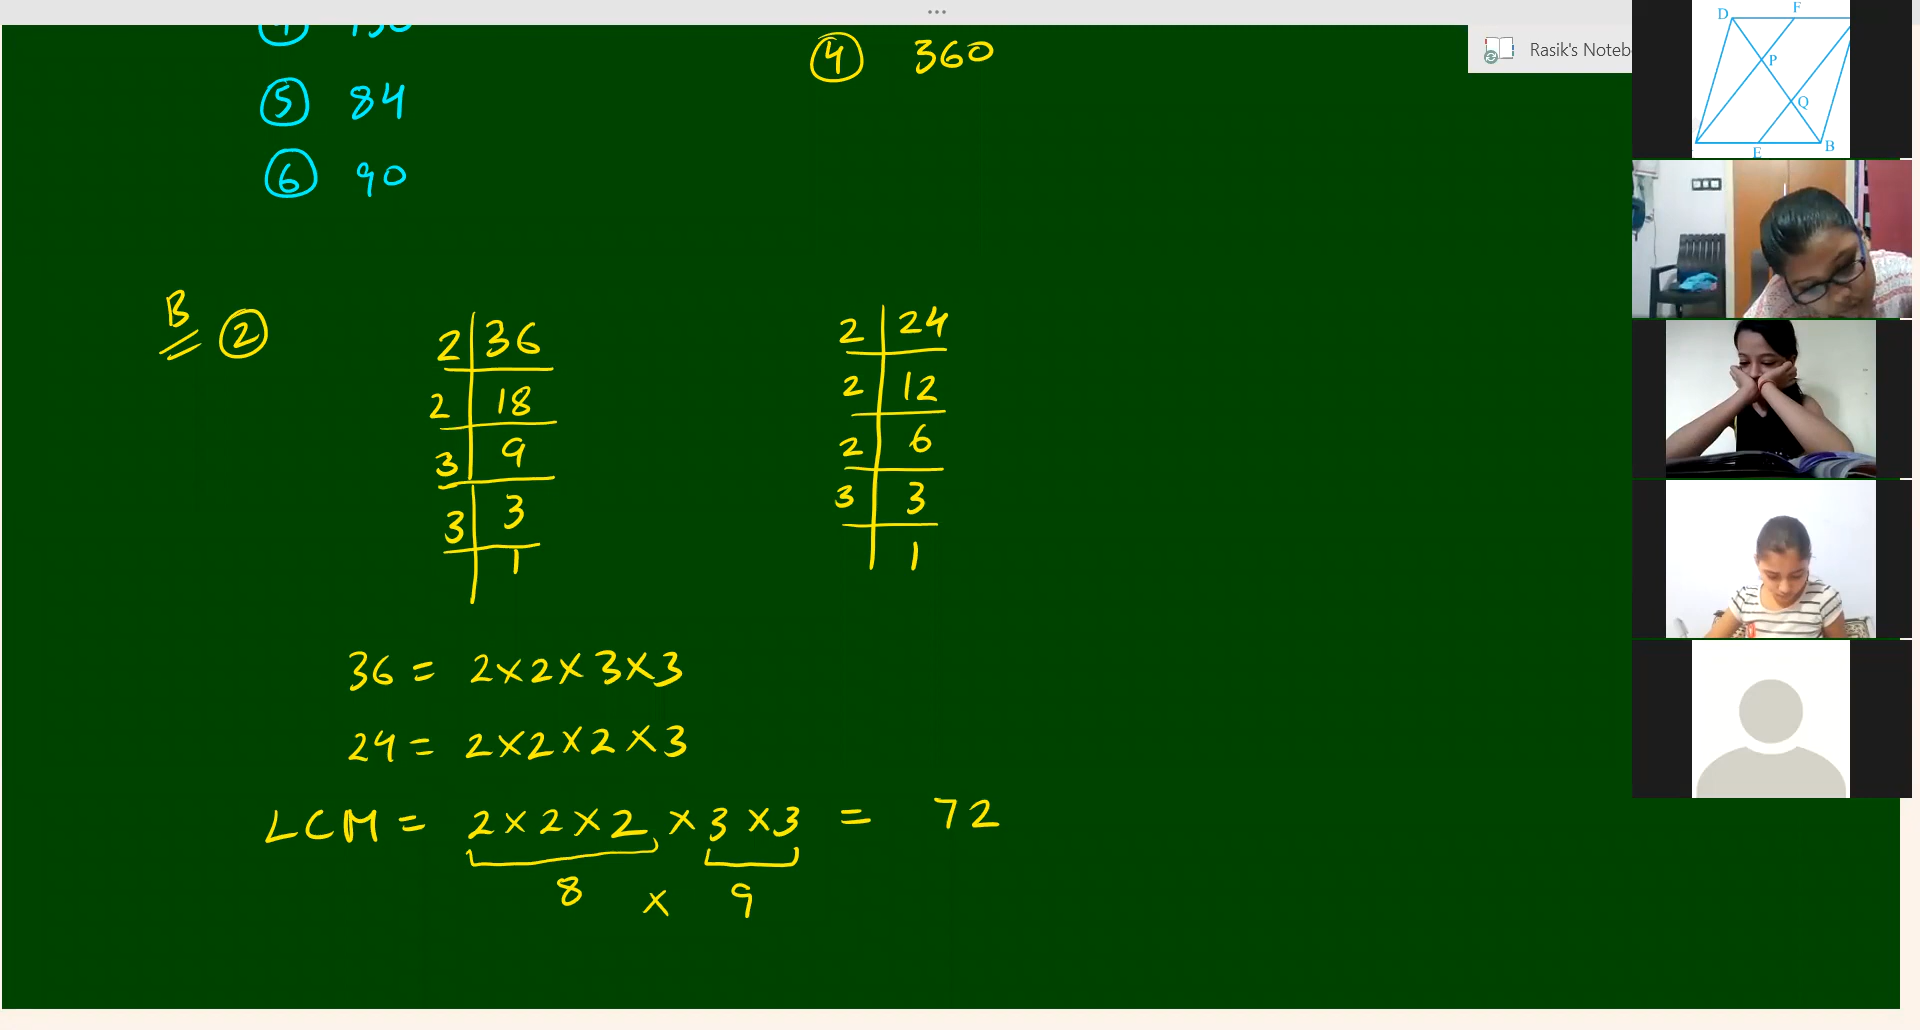 ④ 360
⑤ 84
⑥ 90
B ②
2 | 36
2 | 18
3 | 9
3 | 3
1
2 | 24
2 | 12
2 | 6
3 | 3
1
36 = 2×2×3×3
24 = 2×2×2×3
LCM = 2×2×2×3×3 = 72
8 × 9
Rasik's Noteb
D F
P
Q
E B